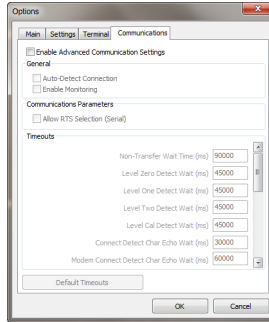 Options
Main Settings Terminal Communications
Enable Advanced Communication Settings
General
Auto-Detect Connection
Enable Monitoring
Communications Parameters
Allow RTS Selection (Serial)
Timeouts
Non-Transfer Wait Time (ms) 90000
Level Zero Detect Wait (ms) 45000
Level One Detect Wait (ms) 45000
Level Two Detect Wait (ms) 45000
Level Cal Detect Wait (ms) 45000
Connect Detect Char Echo Wait (ms) 30000
Modem Connect Detect Char Echo Wait (ms) 60000
Default Timeouts
OK Cancel